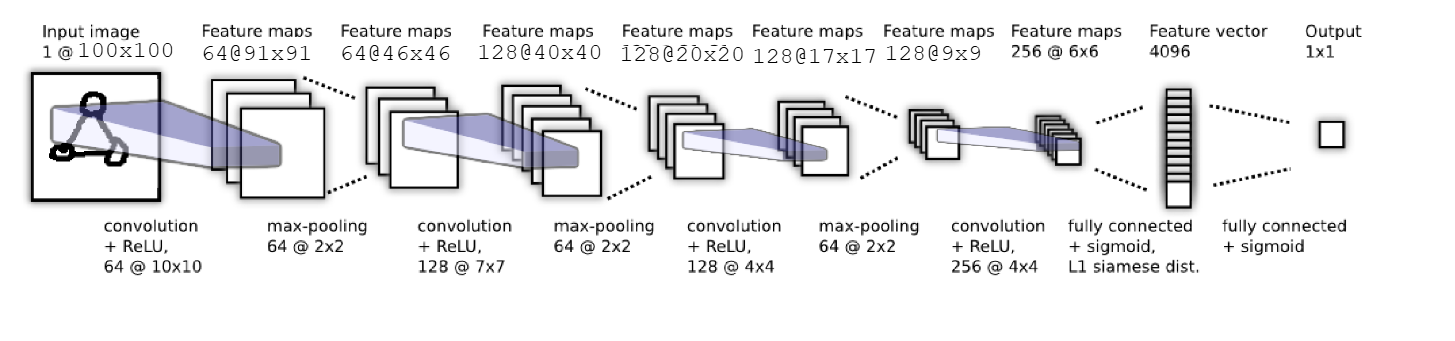 Input image
1 @ 100x100
Feature maps
64@91x91
Feature maps
64@46x46
Feature maps
128@40x40
Feature maps
128@20x20
Feature maps
128@17x17
Feature maps
128@9x9
Feature maps
256 @ 6x6
Feature vector
4096
Output
1x1
convolution
+ ReLU,
64 @ 10x10
max-pooling
64 @ 2x2
convolution
+ ReLU,
128 @ 7x7
max-pooling
64 @ 2x2
convolution
+ ReLU,
128 @ 4x4
max-pooling
64 @ 2x2
convolution
+ ReLU,
256 @ 4x4
fully connected
+ sigmoid,
L1 siamese dist.
fully connected
+ sigmoid